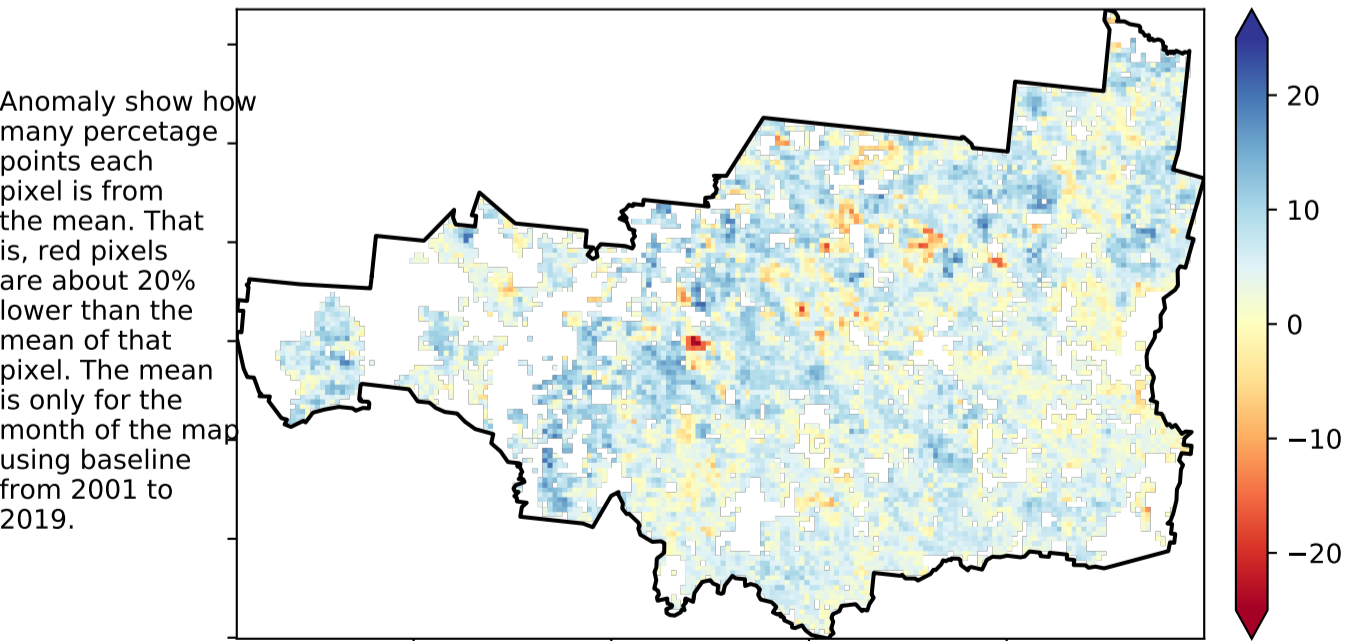 Anomaly show how
many percetage
points each
pixel is from
the mean. That
is, red pixels
are about 20%
lower than the
mean of that
pixel. The mean
is only for the
month of the map
using baseline
from 2001 to
2019.
20
10
0
−10
−20